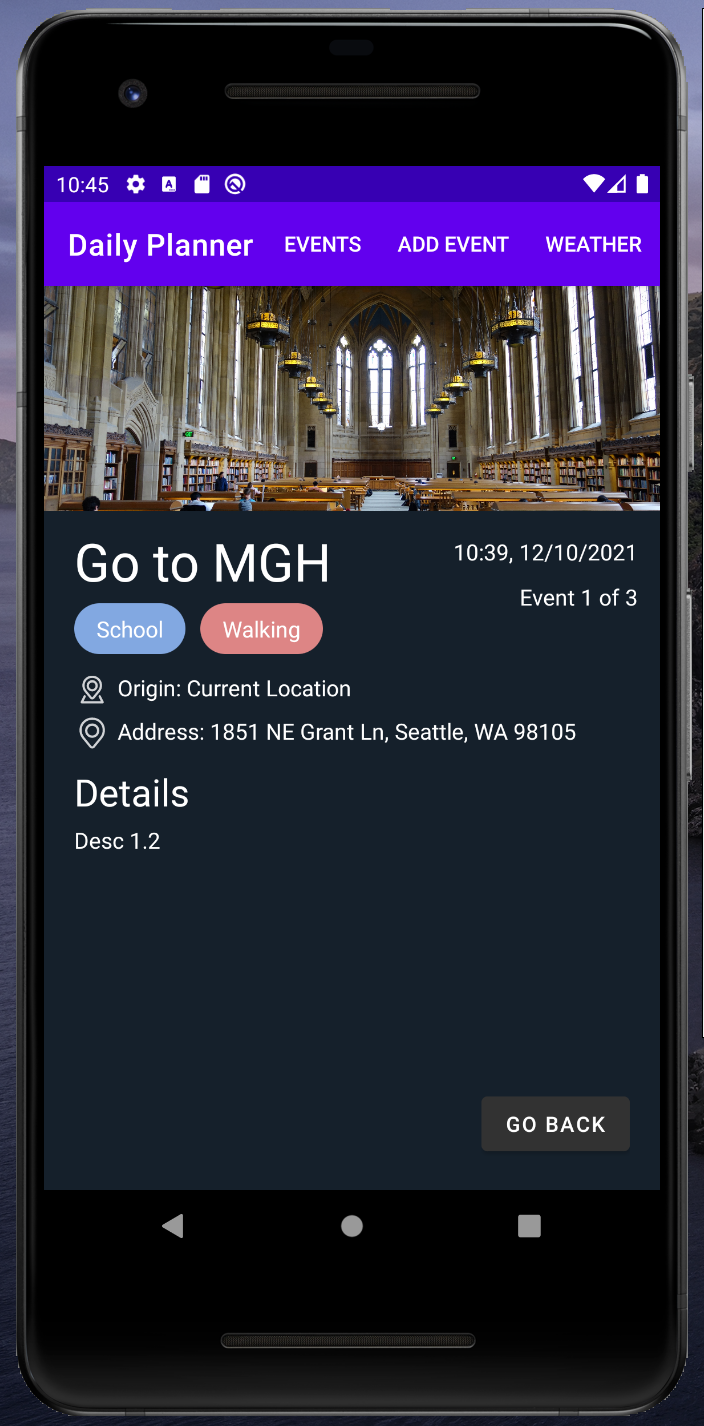 10:45
Daily Planner EVENTS ADD EVENT WEATHER
Go to MGH
10:39, 12/10/2021
Event 1 of 3
School Walking
Origin: Current Location
Address: 1851 NE Grant Ln, Seattle, WA 98105
Details
Desc 1.2
GO BACK